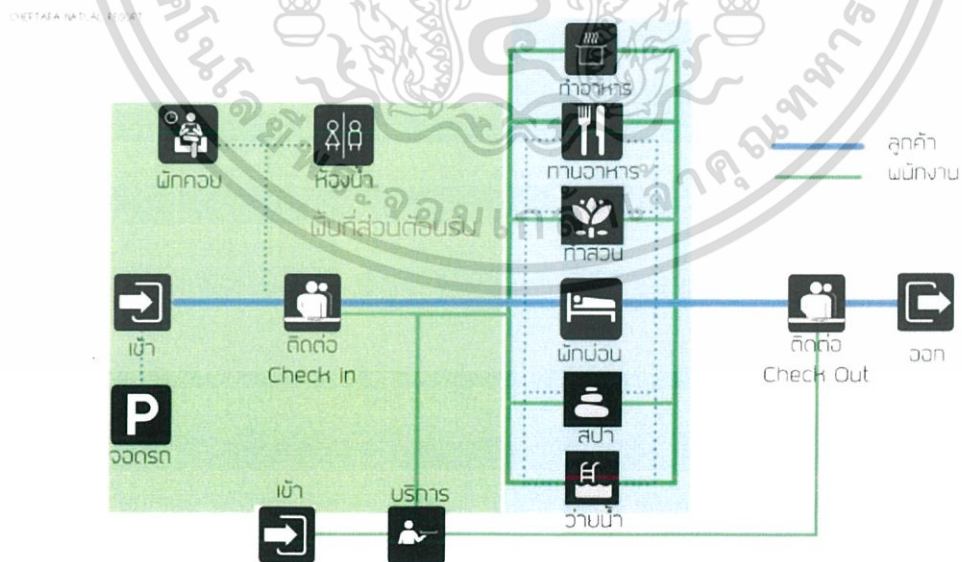 ทำอาหาร
ลูกค้า
พนักงาน
พักคอย
ห้องน้ำ
ทานอาหาร
พื้นที่ส่วนต้อนรับ
ทำสวน
เข้า
ติดต่อ
Check in
พักผ่อน
ติดต่อ
Check Out
ออก
P
จอดรถ
สปา
เข้า
บริการ
ว่ายน้ำ